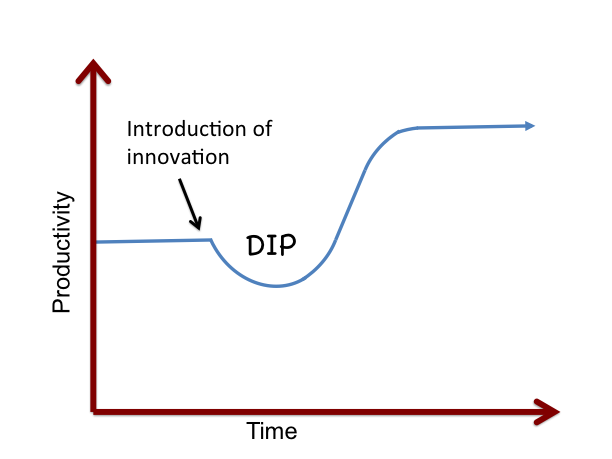 Introduction of
innovation
DIP
Productivity
Time